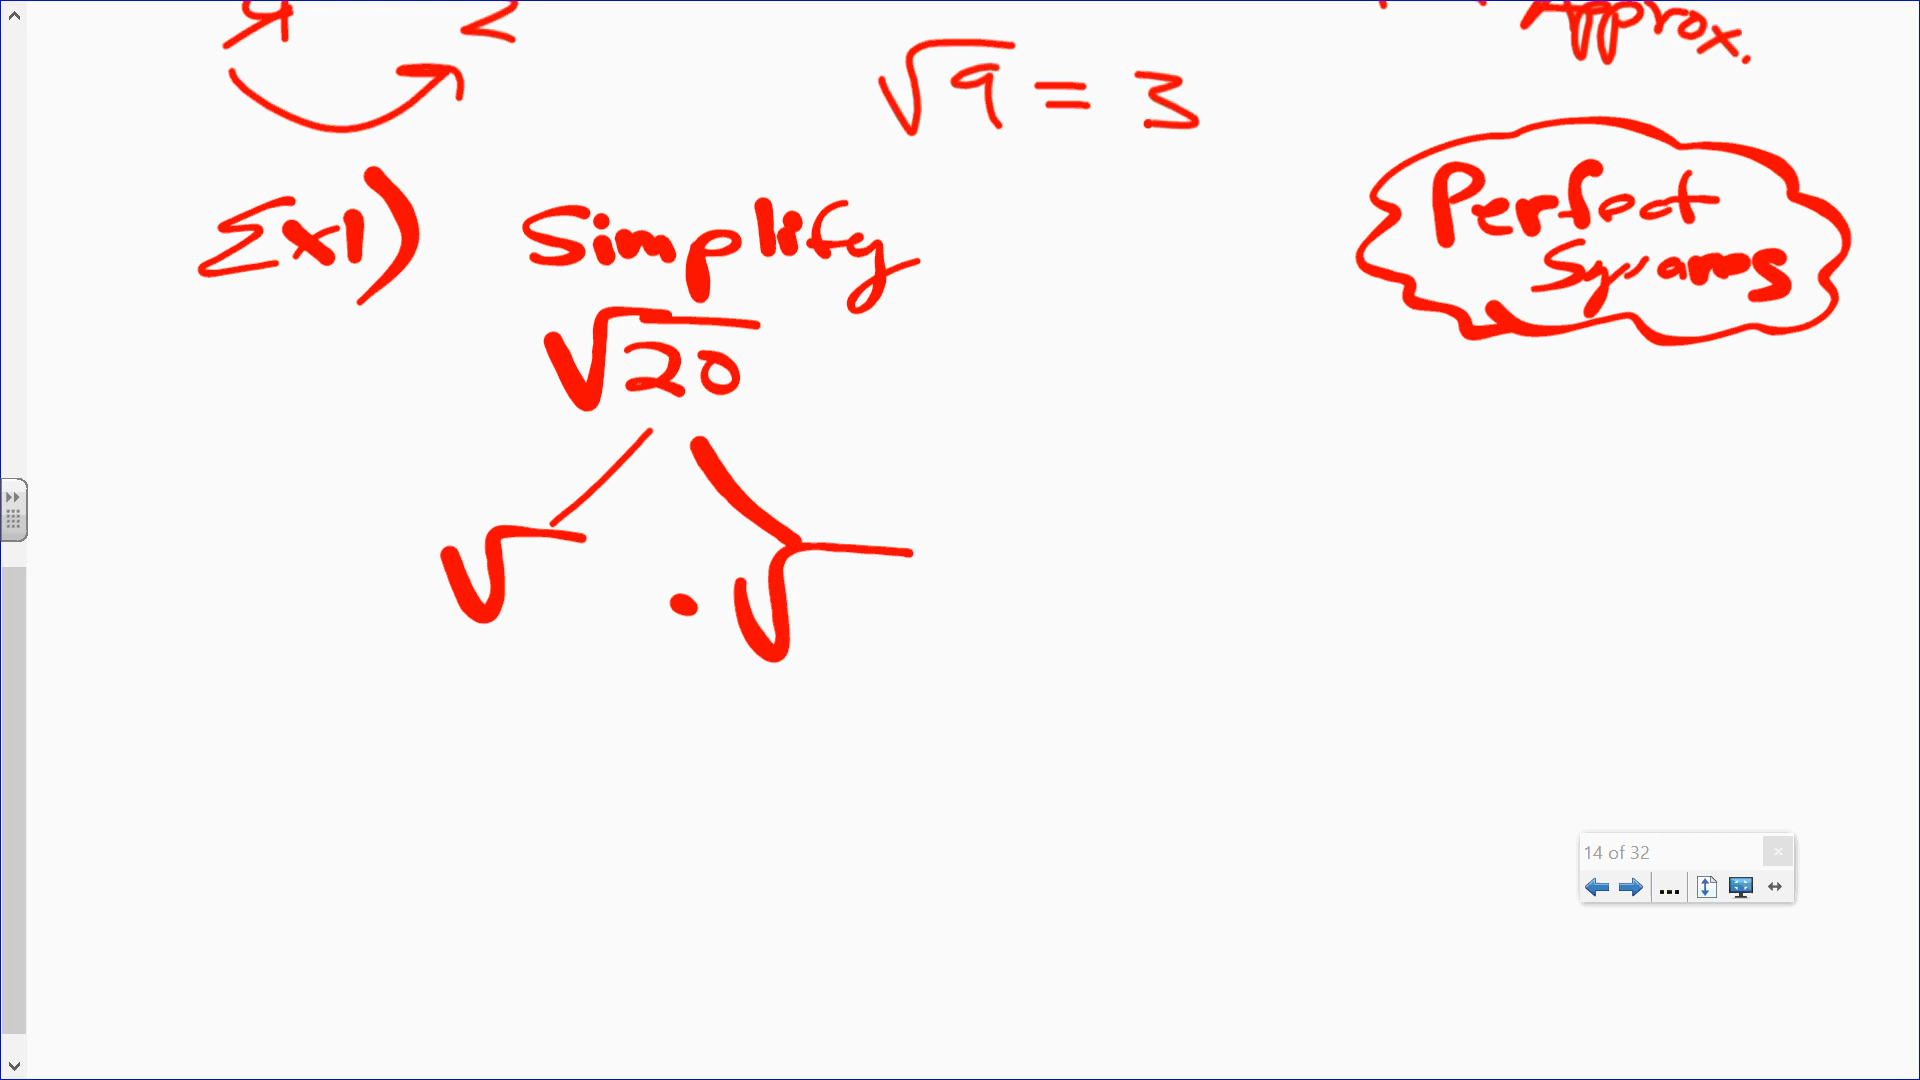 Approx.
√9 = 3
Ex1) Simplify
Perfect
Squares
√20
√ · √
14 of 32